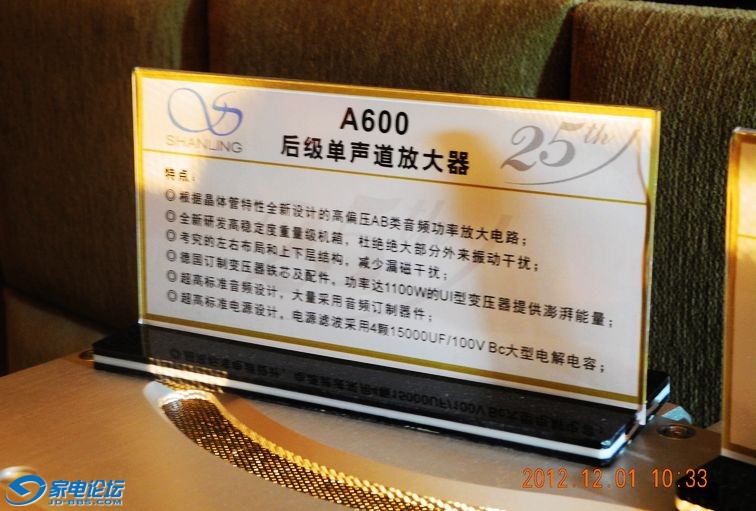 SHANLING
A600
后级单声道放大器
25th
特点:
◎根据晶体管特性全新设计的高偏压AB类音频功率放大电路;
◎全新研发高稳定度重量级机箱,杜绝绝大部分外来振动干扰;
◎考究的左右布局和上下层结构,减少漏磁干扰;
◎德国订制变压器铁芯及配件,功率达1100W的UI型变压器提供澎湃能量;
◎超高标准音频设计,大量采用音频订制器件;
◎超高标准电源设计,电源滤波采用4颗15000UF/100V Bc大型电解电容;
2012.12.01 10:33
家电论坛
JD-BBS.COM